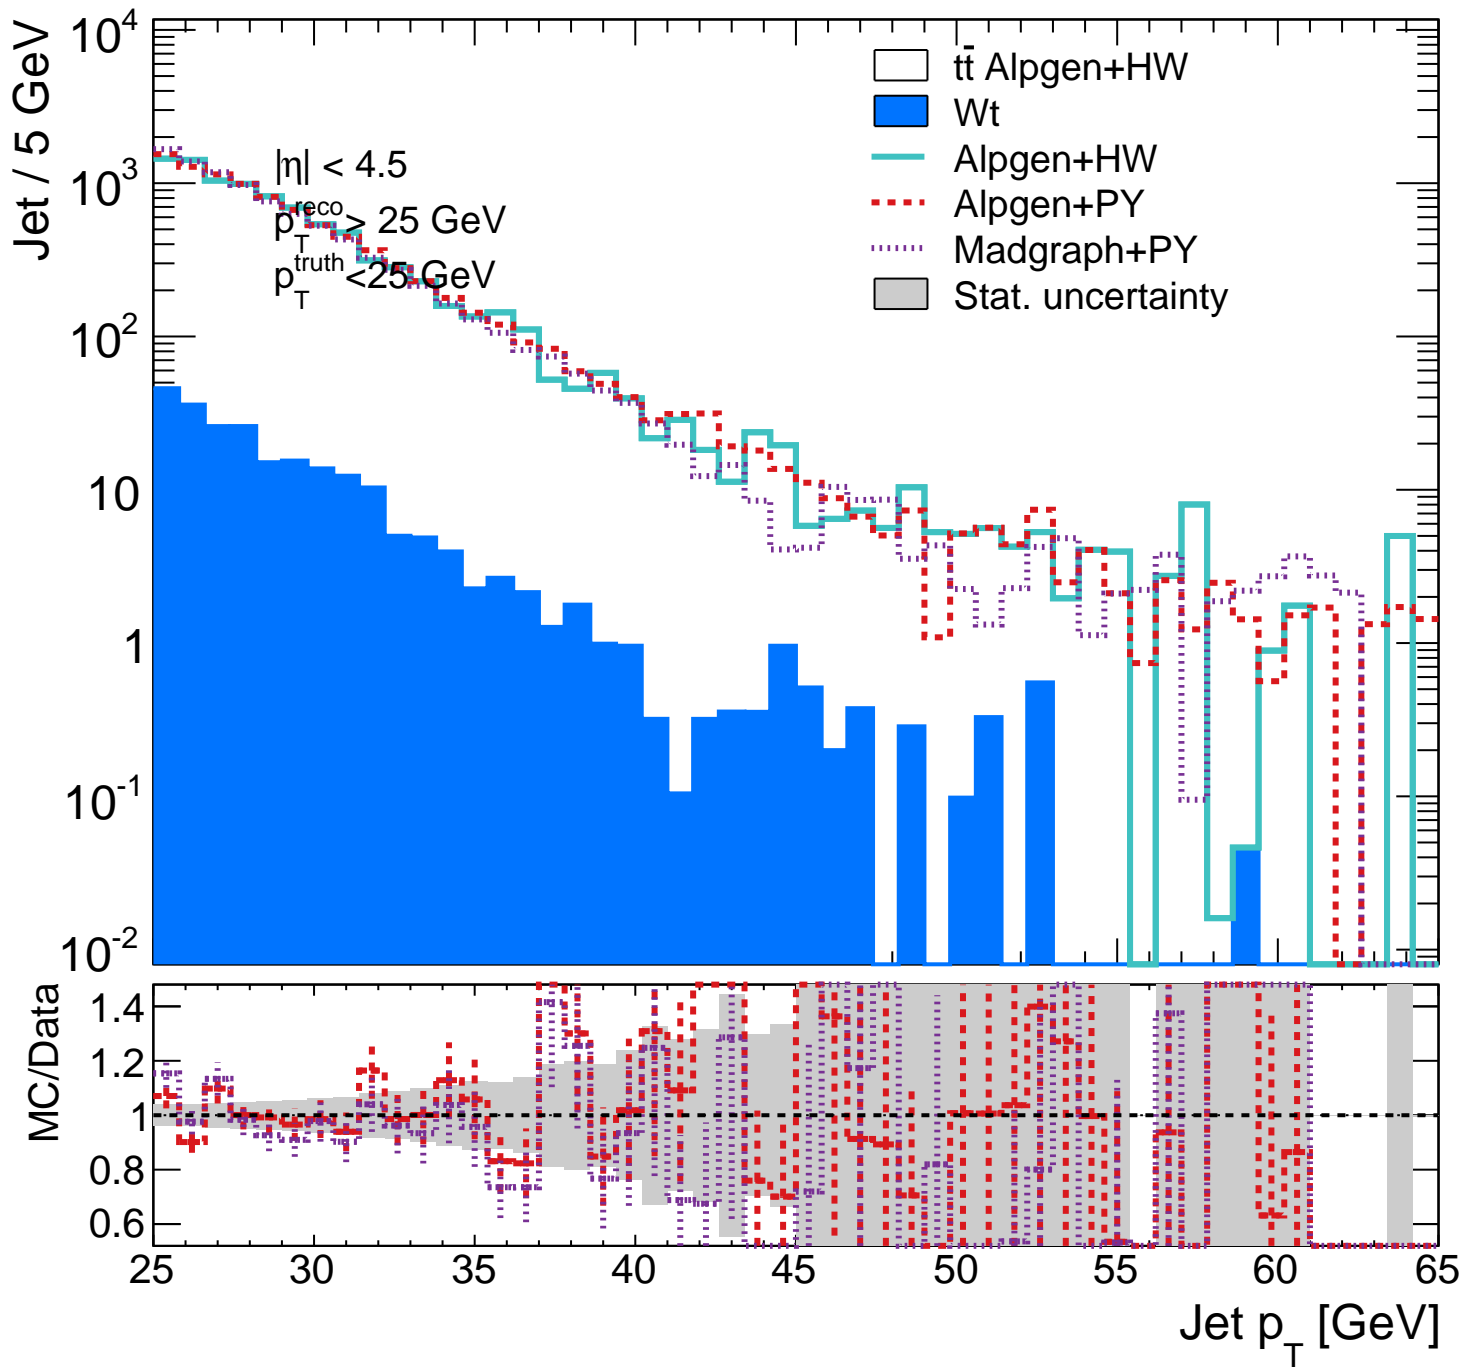 Jet / 5 GeV
10^4
10^3
10^2
10
1
10^-1
10^-2
|η| < 4.5
p_T^reco > 25 GeV
p_T^truth <25 GeV
tt̄ Alpgen+HW
Wt
Alpgen+HW
Alpgen+PY
Madgraph+PY
Stat. uncertainty
MC/Data
1.4
1.2
1
0.8
0.6
25 30 35 40 45 50 55 60 65
Jet p_T [GeV]